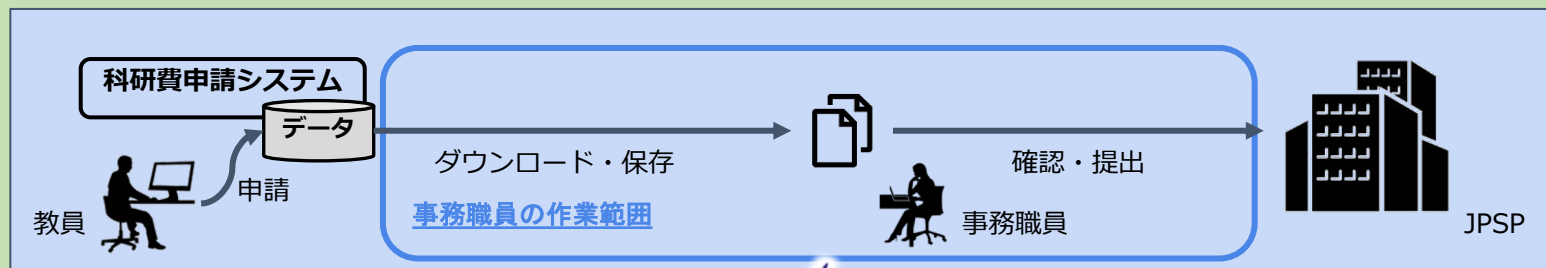 科研費申請システム
データ
ダウンロード・保存
確認・提出
申請
事務職員の作業範囲
教員
事務職員
JPSP